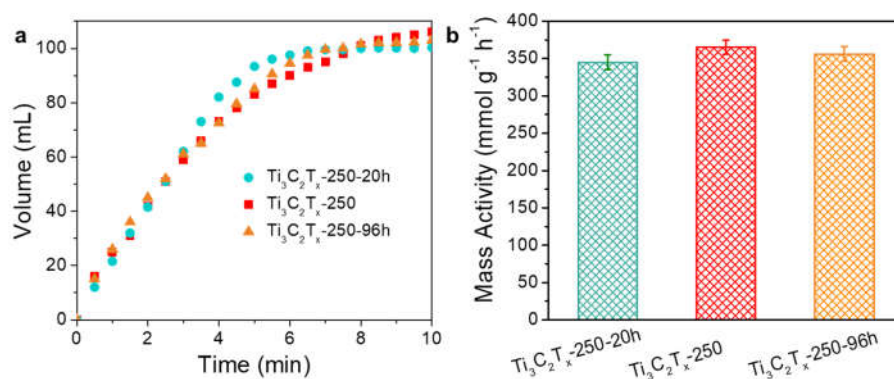 a
Volume (mL)
100
80
60
40
20
0
Ti₃C₂Tₓ-250-20h
Ti₃C₂Tₓ-250
Ti₃C₂Tₓ-250-96h
0 2 4 6 8 10
Time (min)
b
Mass Activity (mmol g⁻¹ h⁻¹)
400
350
300
250
200
150
100
50
0
Ti₃C₂Tₓ-250-20h
Ti₃C₂Tₓ-250
Ti₃C₂Tₓ-250-96h